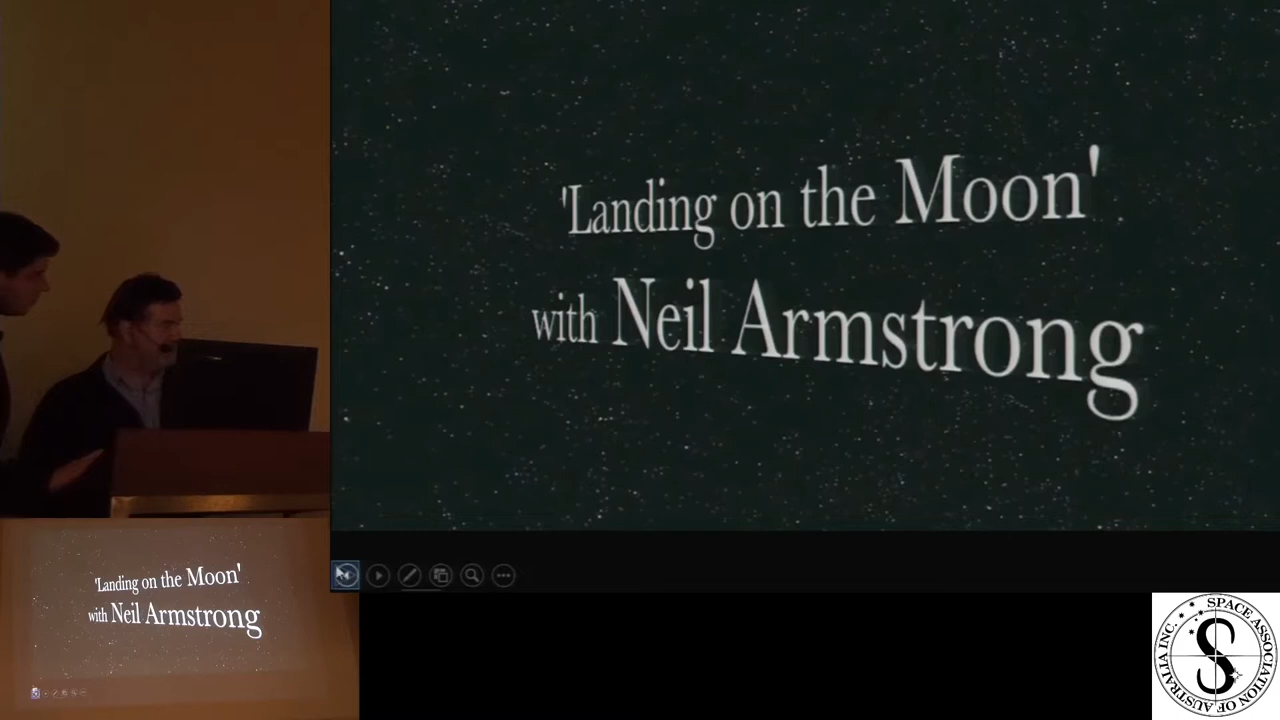 'Landing on the Moon'
with Neil Armstrong
'Landing on the Moon'
with Neil Armstrong
SPACE ASSOCIATION OF AUSTRALIA INC.
S